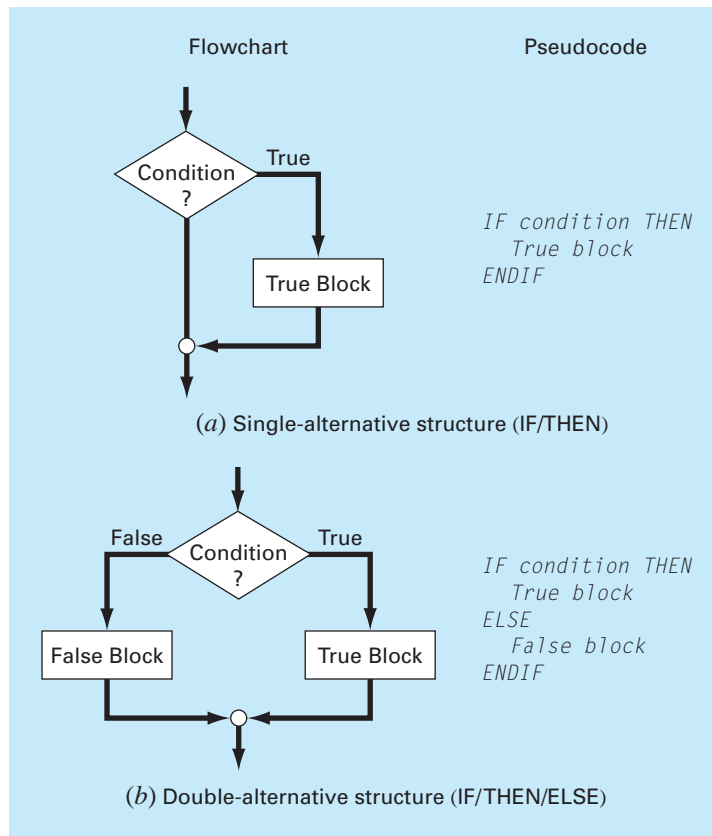 Flowchart
Pseudocode
True
Condition
?
True Block
IF condition THEN
True block
ENDIF
(a) Single-alternative structure (IF/THEN)
False
True
Condition
?
False Block
True Block
IF condition THEN
True block
ELSE
False block
ENDIF
(b) Double-alternative structure (IF/THEN/ELSE)